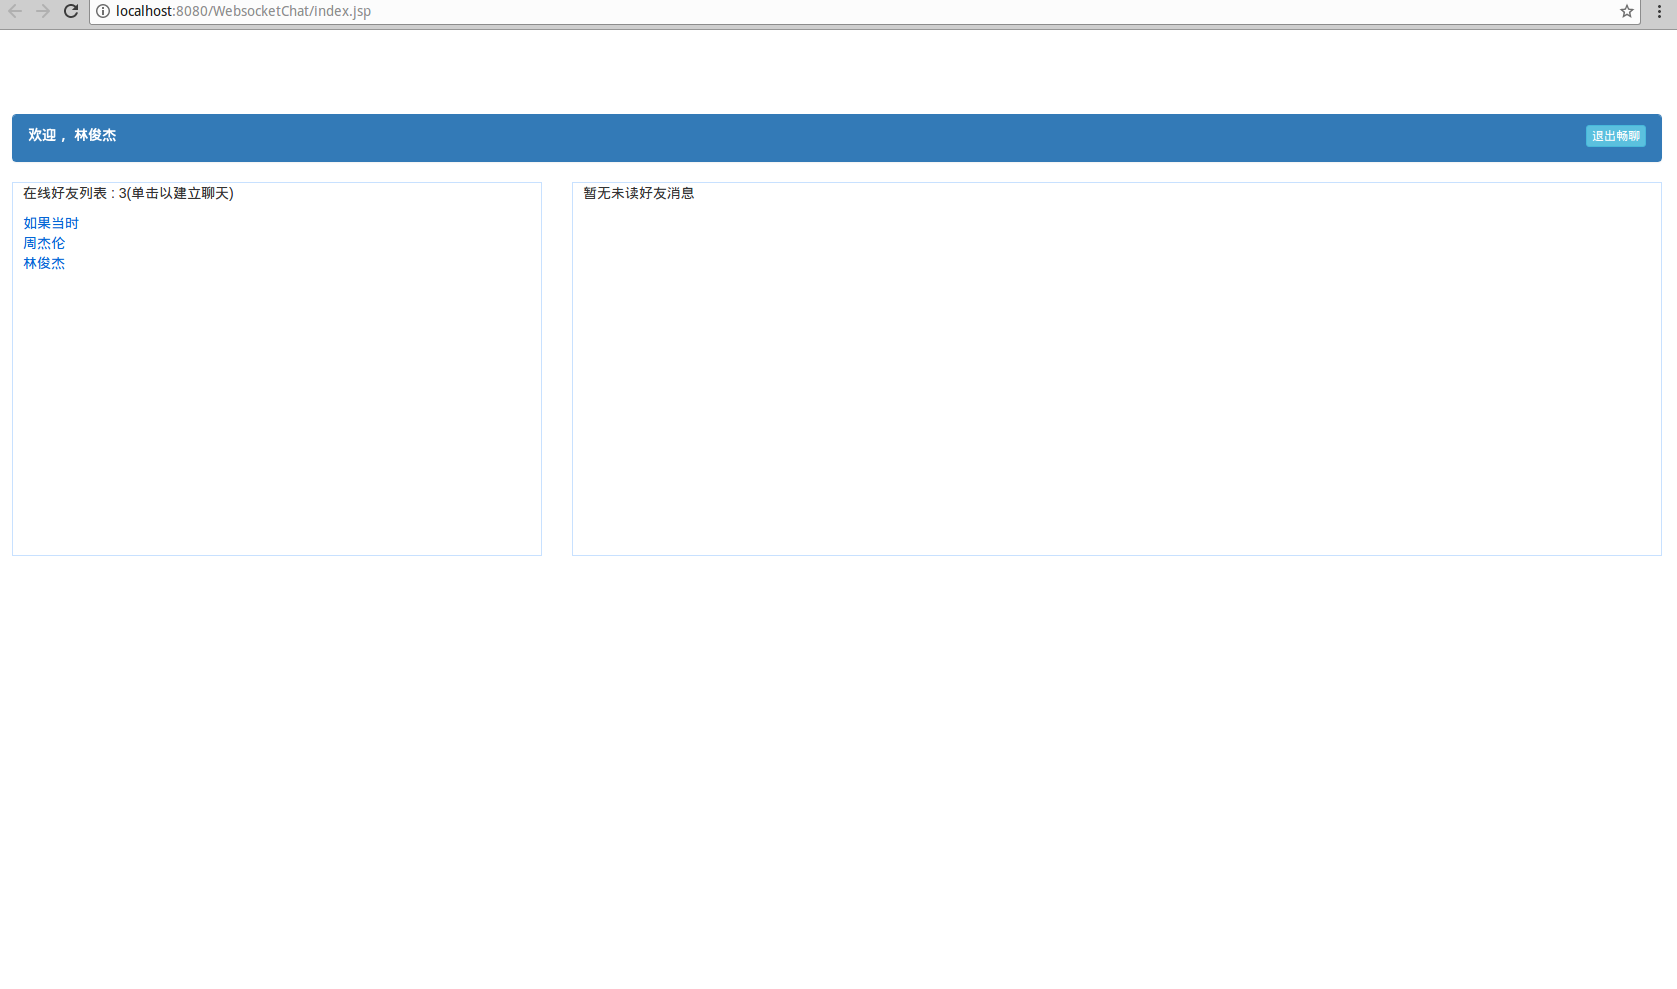 localhost:8080/WebsocketChat/index.jsp
欢迎， 林俊杰
退出畅聊
在线好友列表 : 3(单击以建立聊天)
如果当时
周杰伦
林俊杰
暂无未读好友消息